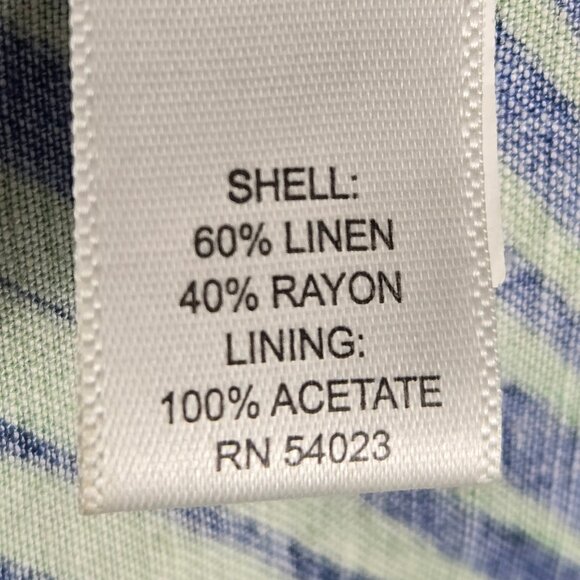 SHELL:
60% LINEN
40% RAYON
LINING:
100% ACETATE
RN 54023